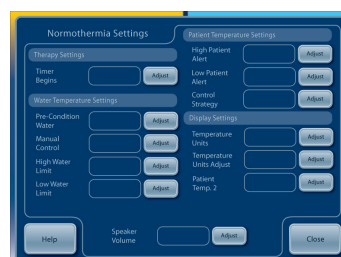 Normothermia Settings
Therapy Settings
Timer
Begins
Adjust
Water Temperature Settings
Pre-Condition
Water
Adjust
Manual
Control
Adjust
High Water
Limit
Adjust
Low Water
Limit
Adjust
Patient Temperature Settings
High Patient
Alert
Adjust
Low Patient
Alert
Adjust
Control
Strategy
Adjust
Display Settings
Temperature
Units
Adjust
Temperature
Units Adjust
Adjust
Patient
Temp. 2
Adjust
Help
Speaker
Volume
Adjust
Close